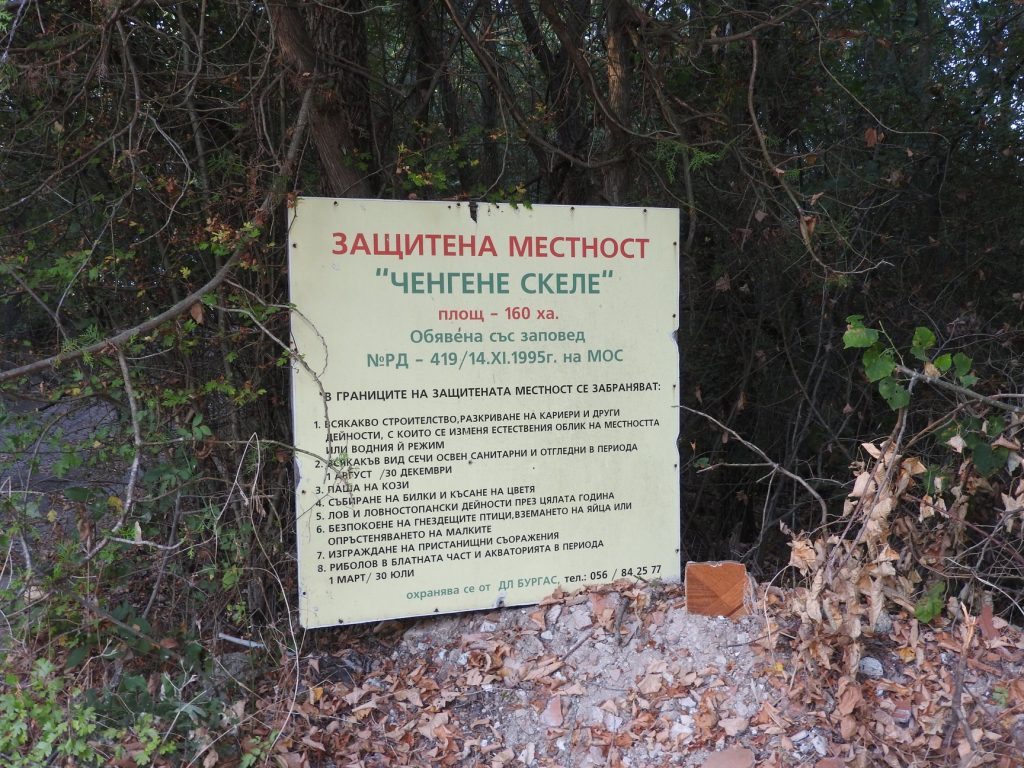 ЗАЩИТЕНА МЕСТНОСТ
"ЧЕНГЕНЕ СКЕЛЕ"
площ - 160 ха.
Обявена със заповед
№РД - 419/14.XI.1995г. на МОС
В ГРАНИЦИТЕ НА ЗАЩИТЕНАТА МЕСТНОСТ СЕ ЗАБРАНЯВАТ:
1. ВСЯКАКВО СТРОИТЕЛСТВО,РАЗКРИВАНЕ НА КАРИЕРИ И ДРУГИ
ДЕЙНОСТИ, С КОИТО СЕ ИЗМЕНЯ ЕСТЕСТВЕНИЯ ОБЛИК НА МЕСТНОСТТА
ИЛИ ВОДНИЯ Й РЕЖИМ
2. ВСЯКАКЪВ ВИД СЕЧИ ОСВЕН САНИТАРНИ И ОТГЛЕДНИ В ПЕРИОДА
1 АВГУСТ /30 ДЕКЕМВРИ
3. ПАША НА КОЗИ
4. СЪБИРАНЕ НА БИЛКИ И КЪСАНЕ НА ЦВЕТЯ
5. ЛОВ И ЛОВНОСТОПАНСКИ ДЕЙНОСТИ ПРЕЗ ЦЯЛАТА ГОДИНА
6. БЕЗПОКОЕНЕ НА ГНЕЗДЕЩИТЕ ПТИЦИ,ВЗЕМАНЕТО НА ЯЙЦА ИЛИ
ОПРЪСТЕНЯВАНЕТО НА МАЛКИТЕ
7. ИЗГРАЖДАНЕ НА ПРИСТАНИЩНИ СЪОРАЖЕНИЯ
8. РИБОЛОВ В БЛАТНАТА ЧАСТ И АКВАТОРИЯТА В ПЕРИОДА
1 МАРТ/ 30 ЮЛИ
охранява се от ДЛ БУРГАС, тел.: 056 / 84 25 77